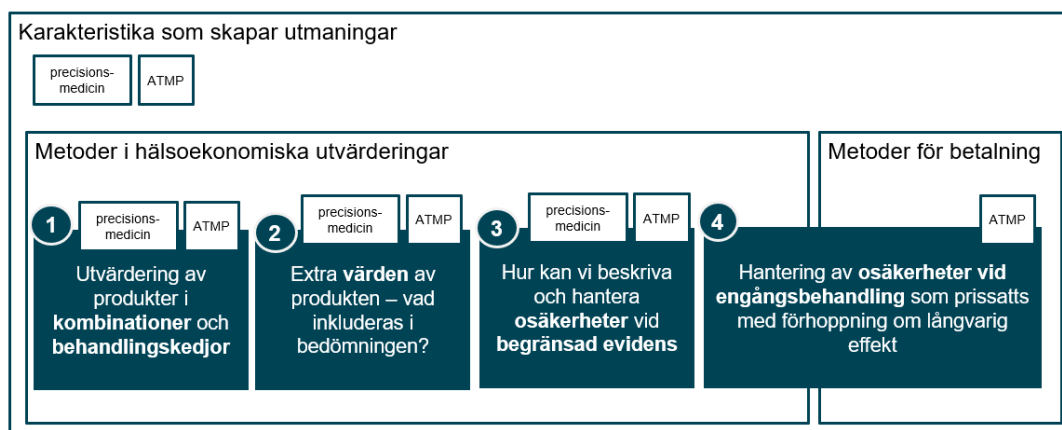 Karakteristika som skapar utmaningar
precisions-
medicin
ATMP
Metoder i hälsoekonomiska utvärderingar
Metoder för betalning
1
precisions-
medicin
ATMP
Utvärdering av
produkter i
kombinationer och
behandlingskedjor
2
precisions-
medicin
ATMP
Extra värden av
produkten – vad
inkluderas i
bedömningen?
3
precisions-
medicin
ATMP
Hur kan vi beskriva
och hantera
osäkerheter vid
begränsad evidens
4
ATMP
Hantering av osäkerheter vid
engångsbehandling som prissatts
med förhoppning om långvarig
effekt